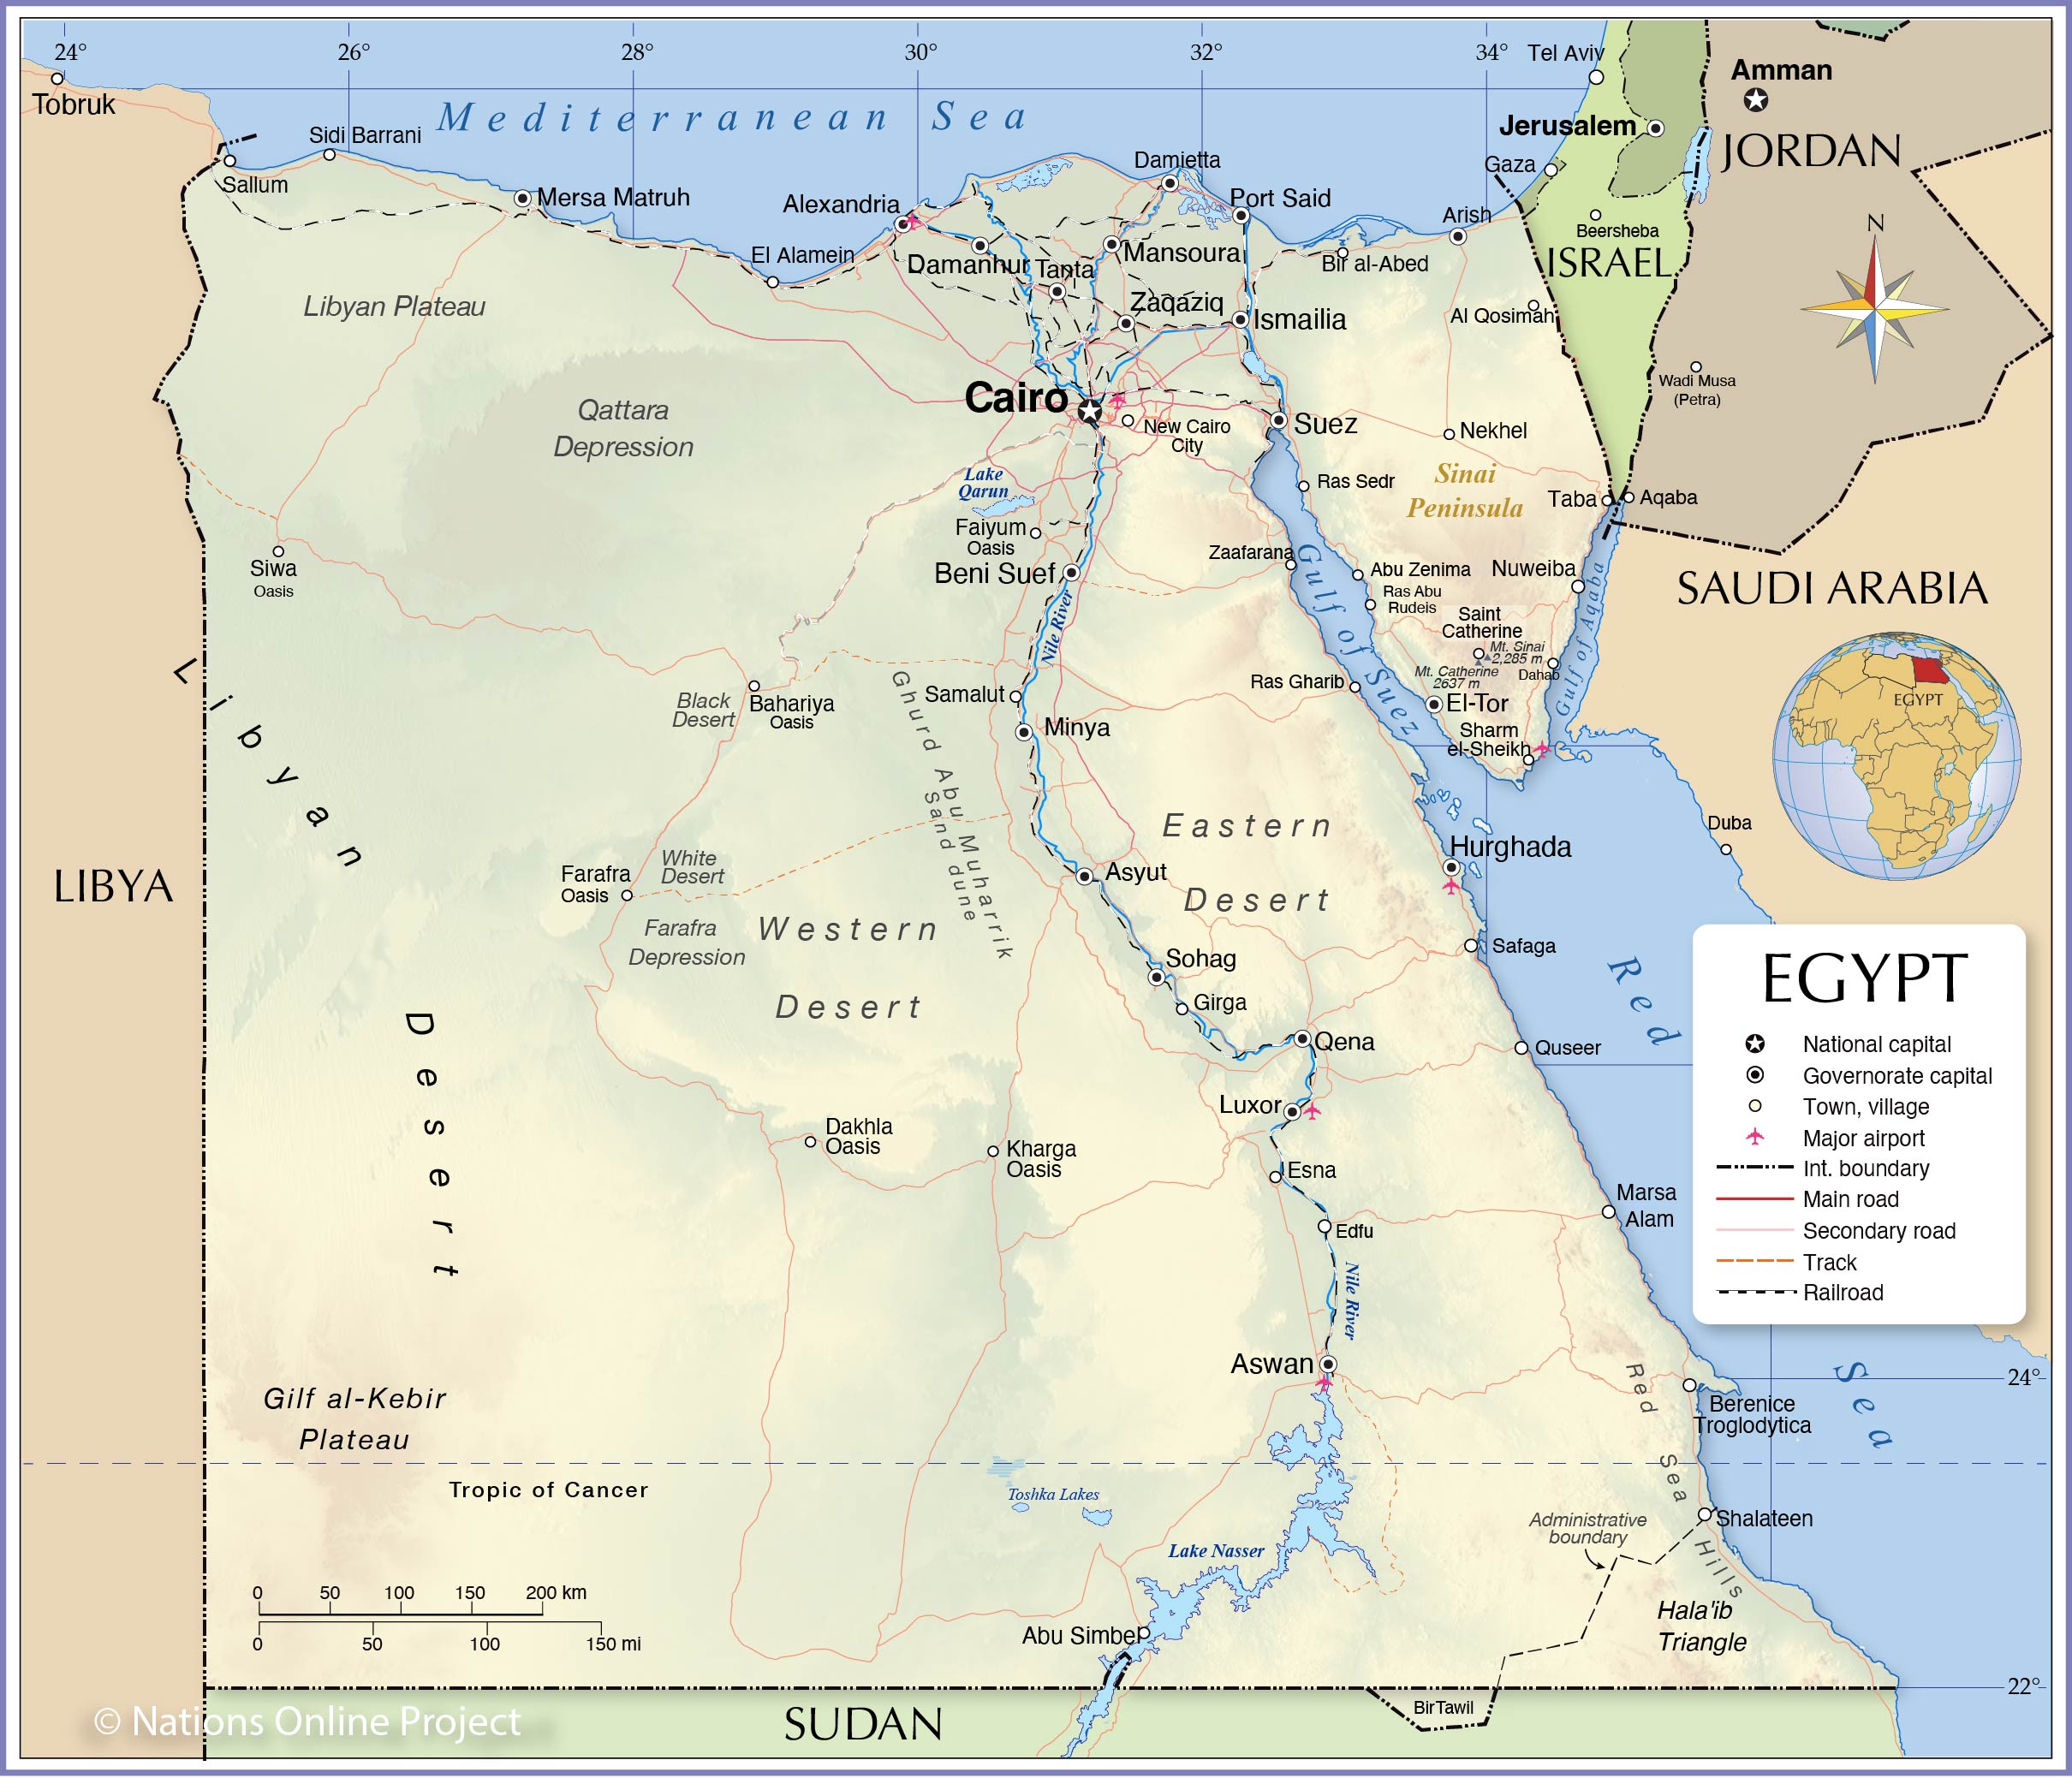 24°
26°
28°
30°
32°
34°
Tel Aviv
Amman
Tobruk
Mediterranean Sea
Jerusalem
JORDAN
Sidi Barrani
Sallum
Mersa Matruh
Alexandria
Damietta
Port Said
Gaza
Arish
Beersheba
El Alamein
Damanhur
Tanta
Mansoura
Bir al-Abed
ISRAEL
N
Libyan Plateau
Zaqaziq
Ismailia
Al Qosimah
Qattara
Depression
Cairo
New Cairo
City
Suez
Nekhel
Wadi Musa
(Petra)
Lake
Qarun
Ras Sedr
Sinai
Peninsula
Taba
Aqaba
Faiyum
Oasis
Siwa
Oasis
Beni Suef
Zaafarana
Gulf of Suez
Abu Zenima
Nuweiba
Ras Abu
Rudeis
Gulf of Aqaba
SAUDI ARABIA
Nile River
Saint
Catherine
Mt. Sinai
2,285 m
Mt. Catherine
2637 m
Dahab
Libyan
Desert
Black
Desert
Bahariya
Oasis
Samalut
Minya
Ghurd Abu Muharrik
Sand dune
Ras Gharib
El-Tor
Sharm
el-Sheikh
EGYPT
Eastern
Desert
Hurghada
Duba
LIBYA
Farafra
Oasis
White
Desert
Farafra
Depression
Western
Desert
Asyut
Sohag
Girga
Safaga
Red
Sea
Qena
Quseer
Luxor
Dakhla
Oasis
Kharga
Oasis
Esna
Edfu
Marsa
Alam
Nile River
Aswan
EGYPT
National capital
Governorate capital
Town, village
Major airport
Int. boundary
Main road
Secondary road
Track
Railroad
24°
Red Sea Hills
Berenice
Troglodytica
Gilf al-Kebir
Plateau
Tropic of Cancer
Toshka Lakes
Lake Nasser
Administrative
boundary
Shalateen
Hala'ib
Triangle
0 50 100 150 200 km
0 50 100 150 mi
Abu Simbel
22°
Bir Tawil
SUDAN
© Nations Online Project